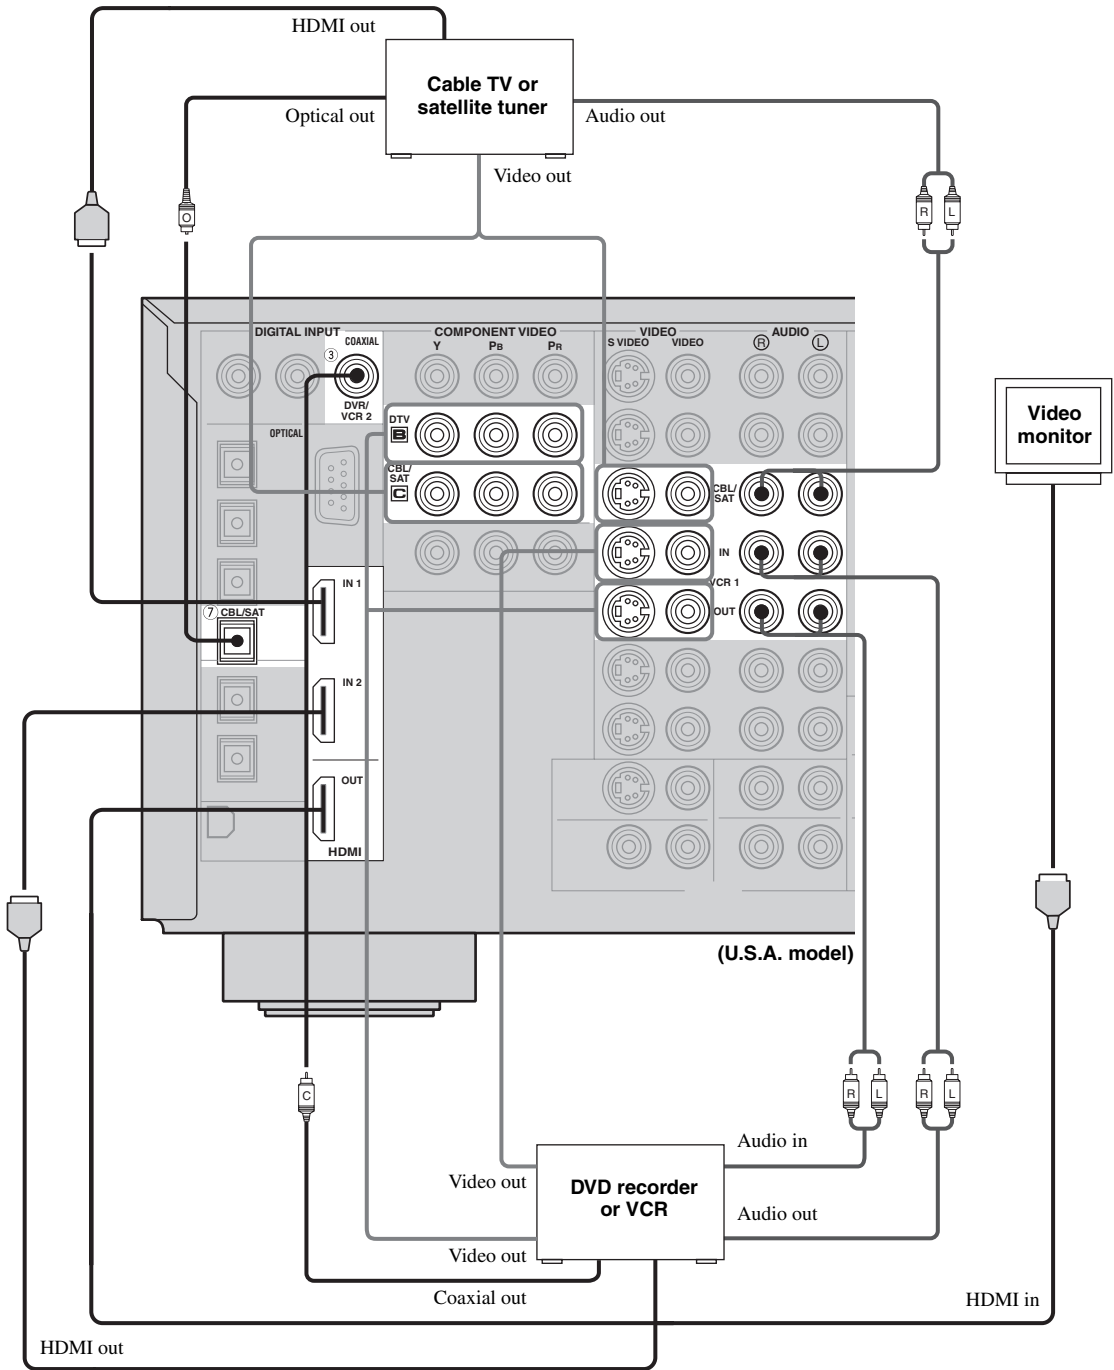 HDMI out
Cable TV or
satellite tuner
Optical out
Audio out
Video out
O
R L
DIGITAL INPUT
COMPONENT VIDEO
VIDEO
AUDIO
③
COAXIAL
Y PB PR
S VIDEO VIDEO
R L
DVR/
VCR 2
OPTICAL
DTV
B
CBL/
SAT
C
CBL/
SAT
IN
VCR 1
OUT
IN 1
⑦ CBL/SAT
IN 2
OUT
HDMI
Video
monitor
(U.S.A. model)
C
R L
R L
Audio in
Video out
DVD recorder
or VCR
Audio out
Video out
Coaxial out
HDMI in
HDMI out